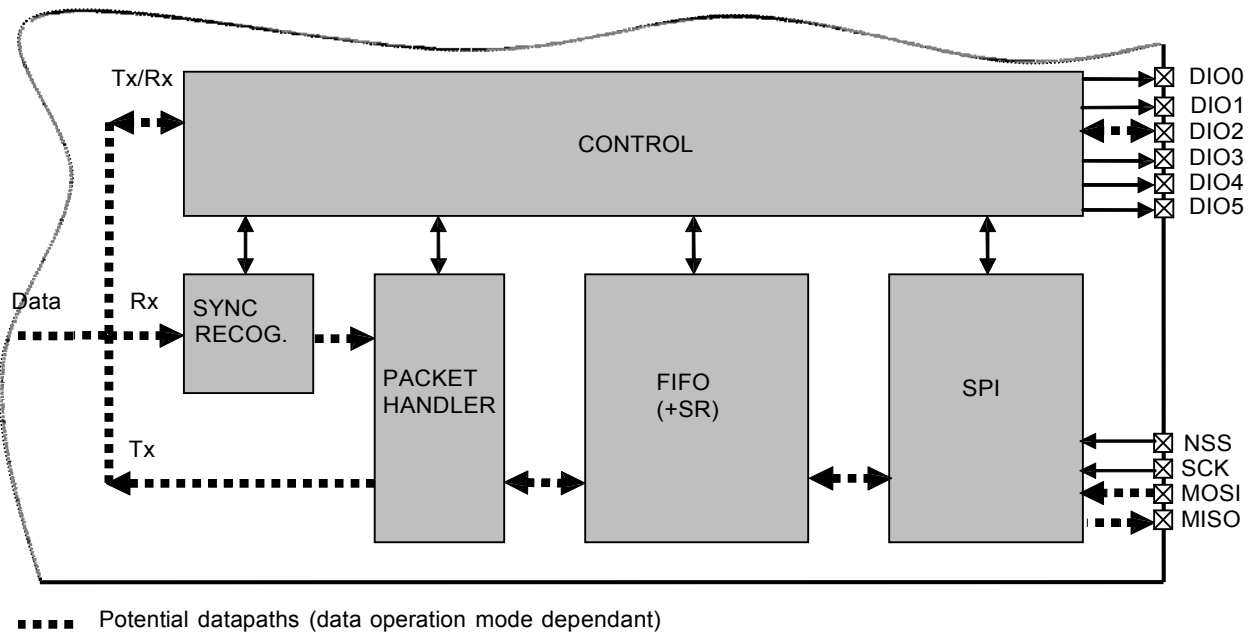 Tx/Rx
CONTROL
DIO0
DIO1
DIO2
DIO3
DIO4
DIO5
Data
Rx
SYNC
RECOG.
PACKET
HANDLER
FIFO
(+SR)
SPI
Tx
NSS
SCK
MOSI
MISO
Potential datapaths (data operation mode dependant)